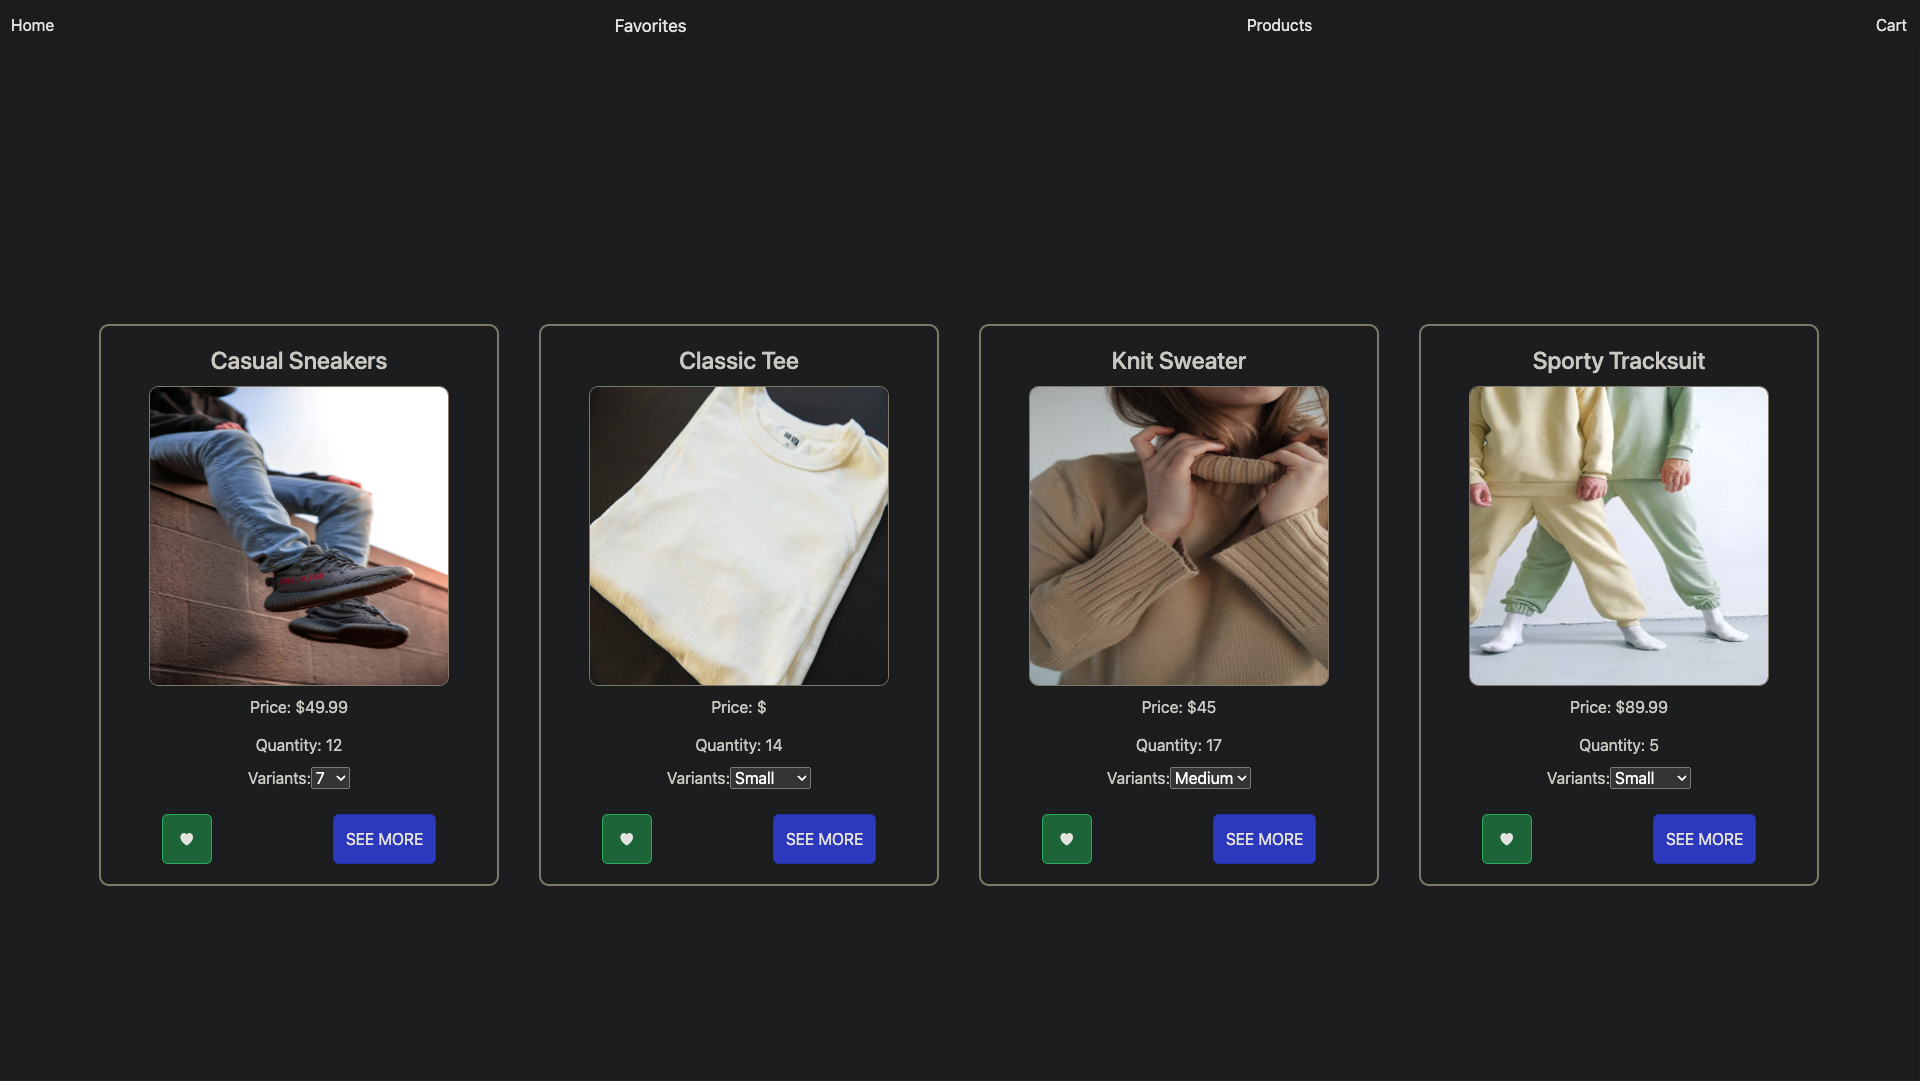 Home Favorites Products Cart
Casual Sneakers
Price: $49.99
Quantity: 12
Variants: 7
SEE MORE
Classic Tee
Price: $
Quantity: 14
Variants: Small
SEE MORE
Knit Sweater
Price: $45
Quantity: 17
Variants: Medium
SEE MORE
Sporty Tracksuit
Price: $89.99
Quantity: 5
Variants: Small
SEE MORE